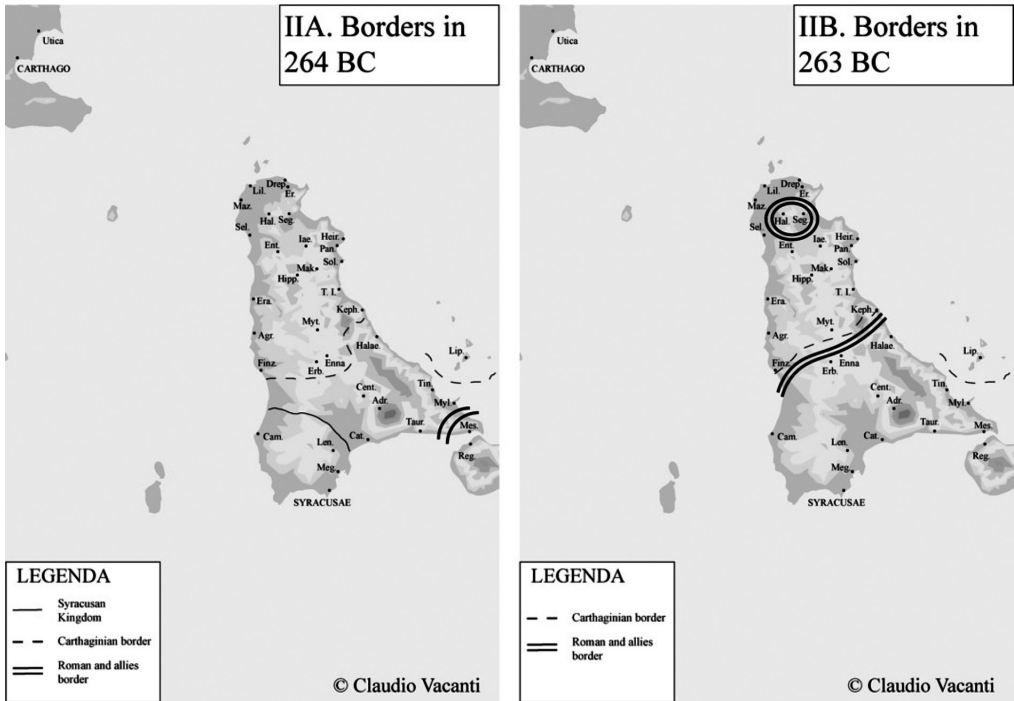 IIA. Borders in
264 BC
Utica
CARTHAGO
Drep.
Lil.
Er.
Maz.
Hal.
Seg.
Sel.
Heir.
Iae.
Pan.
Ent.
Sol.
Mak.
Hipp.
T. I.
Era.
Keph.
Myt.
Agr.
Halae.
Lip.
Enna
Finz.
Erb.
Cent.
Tin.
Adr.
Myl.
Cam.
Taur.
Mes.
Cat.
Len.
Reg.
Meg.
SYRACUSAE
LEGENDA
Syracusan
Kingdom
Carthaginian border
Roman and allies
border
© Claudio Vacanti
IIB. Borders in
263 BC
Utica
CARTHAGO
Drep.
Lil.
Er.
Maz.
Hal.
Seg.
Sel.
Heir.
Iae.
Pan.
Ent.
Sol.
Mak.
Hipp.
T. I.
Era.
Keph.
Myt.
Agr.
Halae.
Lip.
Enna
Finz.
Erb.
Cent.
Tin.
Adr.
Myl.
Cam.
Taur.
Mes.
Cat.
Len.
Reg.
Meg.
SYRACUSAE
LEGENDA
Carthaginian border
Roman and allies
border
© Claudio Vacanti